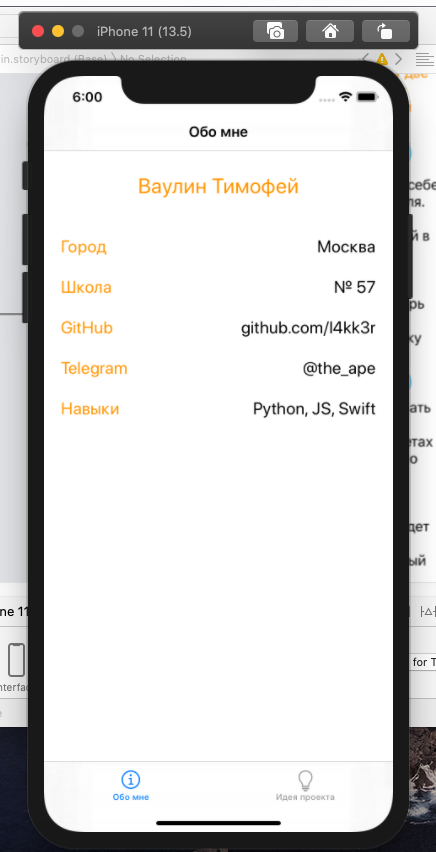 iPhone 11 (13.5)
in.storyboard (Base)
No Selection
6:00
Обо мне
Ваулин Тимофей
Город
Москва
Школа
№ 57
GitHub
github.com/l4kk3r
Telegram
@the_ape
Навыки
Python, JS, Swift
Обо мне
Идея проекта
себе
ля.
й в
рь
ку
ать
етах
о
дет
ый
ne 11
for T
nterfac